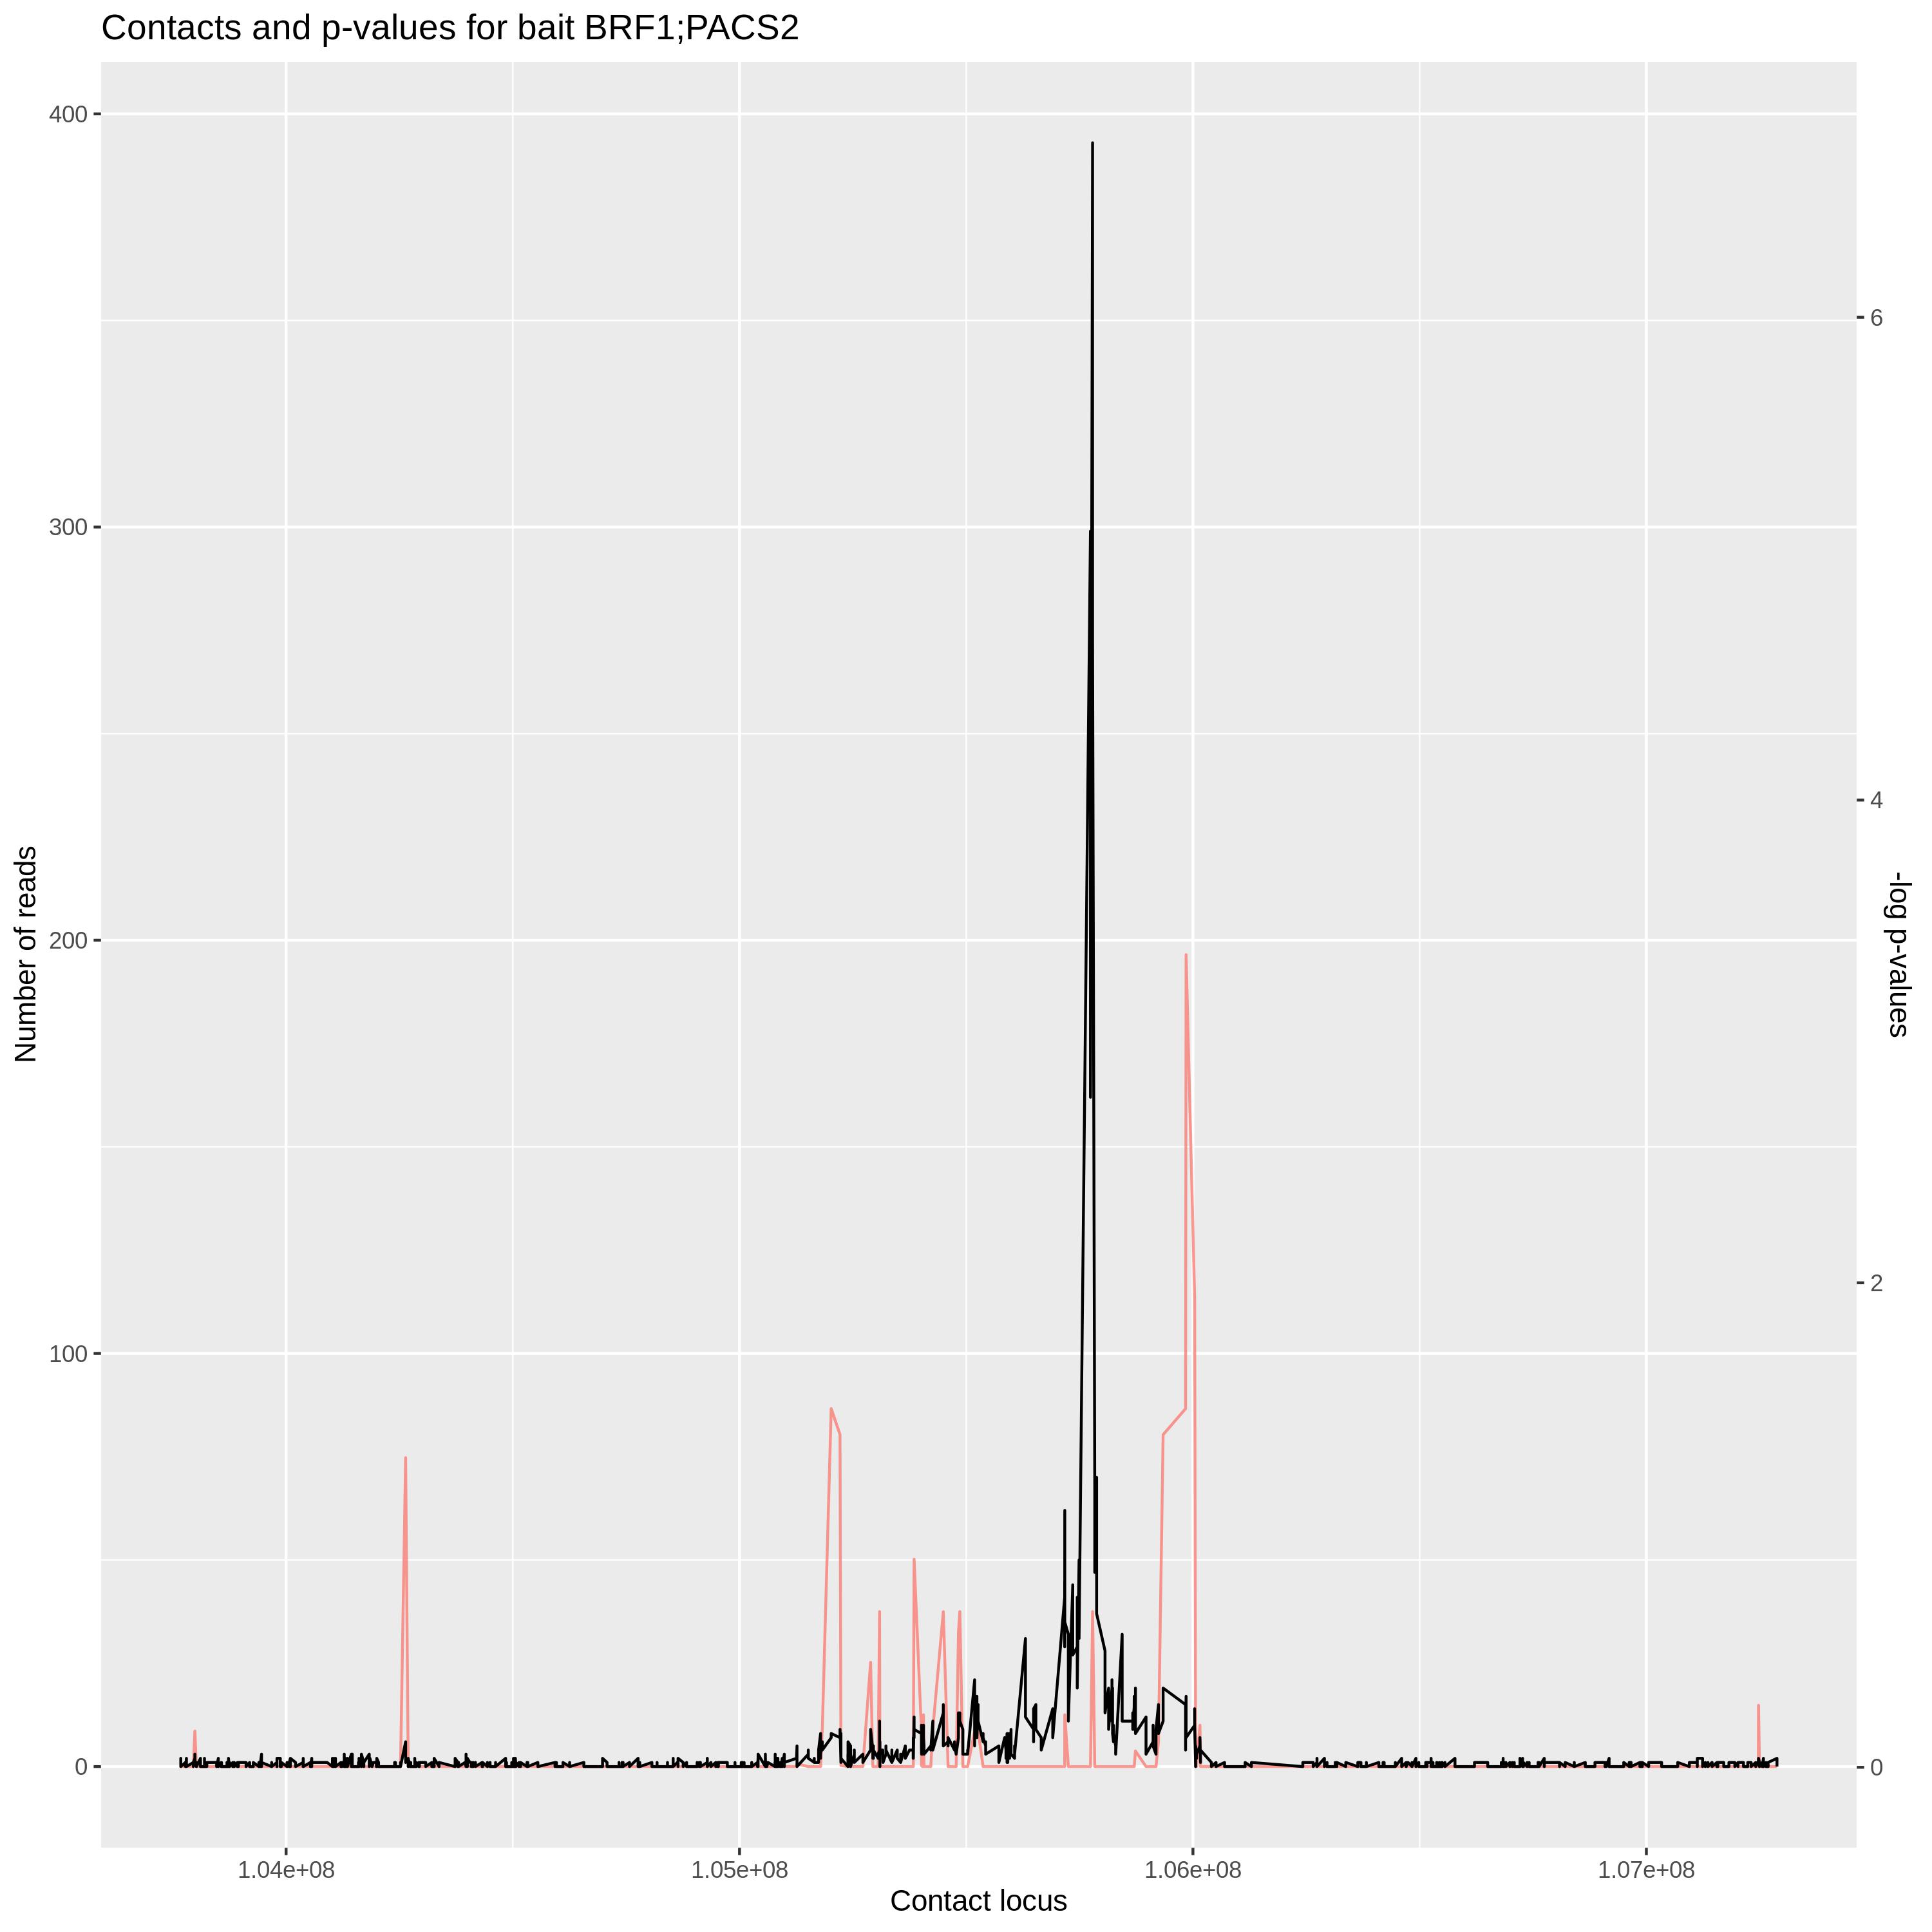 Contacts and p-values for bait BRF1;PACS2
400
300
200
100
0
Number of reads
6
4
2
0
-log p-values
1.04e+08
1.05e+08
1.06e+08
1.07e+08
Contact locus